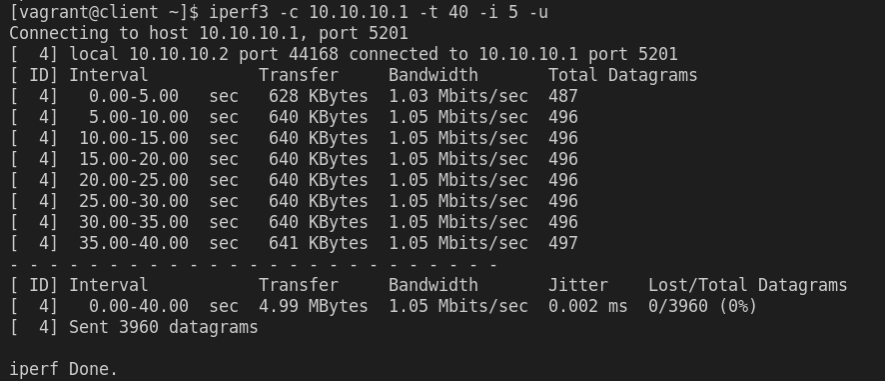 [vagrant@client ~]$ iperf3 -c 10.10.10.1 -t 40 -i 5 -u
Connecting to host 10.10.10.1, port 5201
[  4] local 10.10.10.2 port 44168 connected to 10.10.10.1 port 5201
[ ID] Interval           Transfer     Bandwidth       Total Datagrams
[  4]   0.00-5.00   sec   628 KBytes  1.03 Mbits/sec  487
[  4]   5.00-10.00  sec   640 KBytes  1.05 Mbits/sec  496
[  4]  10.00-15.00  sec   640 KBytes  1.05 Mbits/sec  496
[  4]  15.00-20.00  sec   640 KBytes  1.05 Mbits/sec  496
[  4]  20.00-25.00  sec   640 KBytes  1.05 Mbits/sec  496
[  4]  25.00-30.00  sec   640 KBytes  1.05 Mbits/sec  496
[  4]  30.00-35.00  sec   640 KBytes  1.05 Mbits/sec  496
[  4]  35.00-40.00  sec   641 KBytes  1.05 Mbits/sec  497
- - - - - - - - - - - - - - - - - - - - - - - - -
[ ID] Interval           Transfer     Bandwidth       Jitter    Lost/Total Datagrams
[  4]   0.00-40.00  sec  4.99 MBytes  1.05 Mbits/sec  0.002 ms  0/3960 (0%)
[  4] Sent 3960 datagrams
iperf Done.